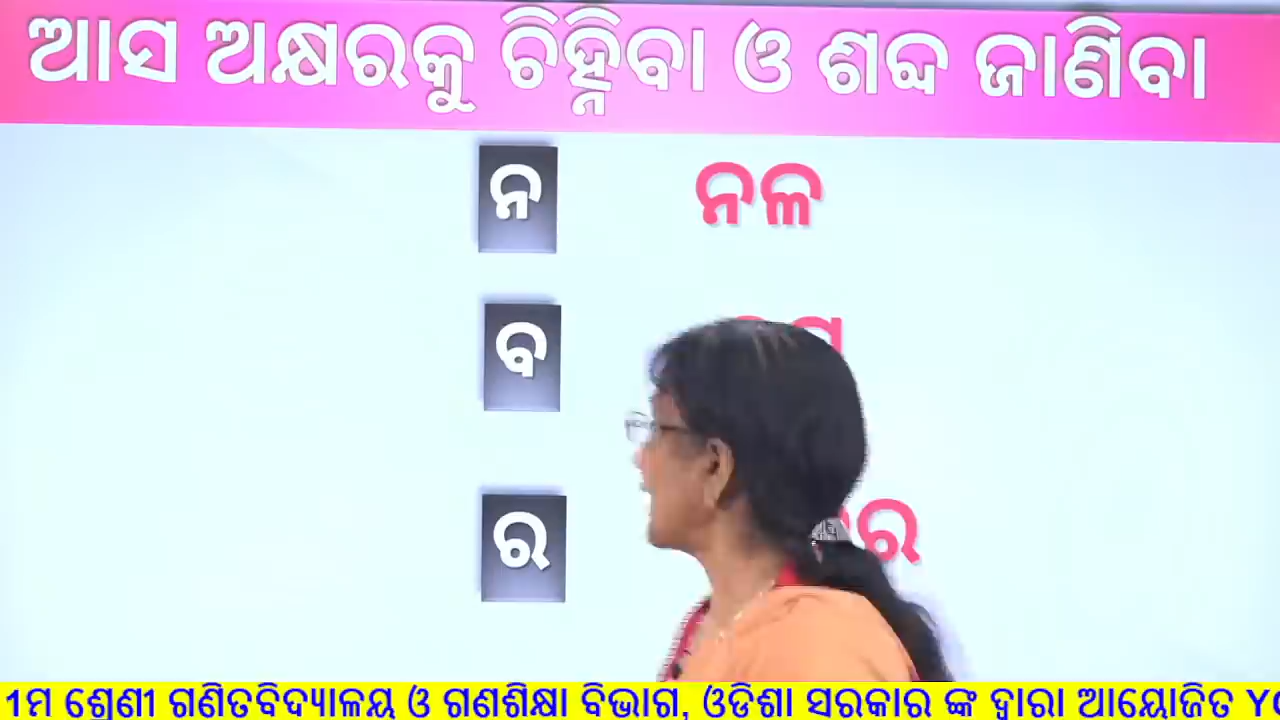 ଆସ ଅକ୍ଷରକୁ ଚିହ୍ନିବା ଓ ଶବ୍ଦ ଜାଣିବା
ନ ନଳ
ବ
ର
1ମ ଶ୍ରେଣୀ ଗଣିତବିଦ୍ୟାଳୟ ଓ ଗଣଶିକ୍ଷା ବିଭାଗ, ଓଡିଶା ସରକାର ଙ୍କ ଦ୍ୱାରା ଆୟୋଜିତ